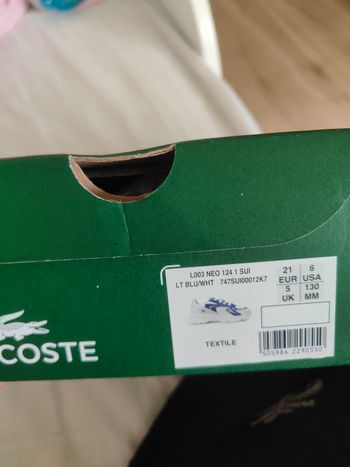 L003 NEO 124 1 SUI
LT BLU/WHT 747SUI00012K7
21 6
EUR USA
5 130
UK MM
TEXTILE
5059862290550
COSTE